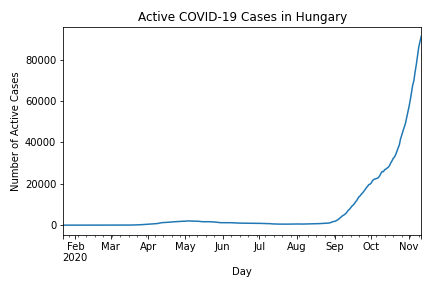 Active COVID-19 Cases in Hungary
Number of Active Cases
80000
60000
40000
20000
0
Feb Mar Apr May Jun Jul Aug Sep Oct Nov
2020
Day